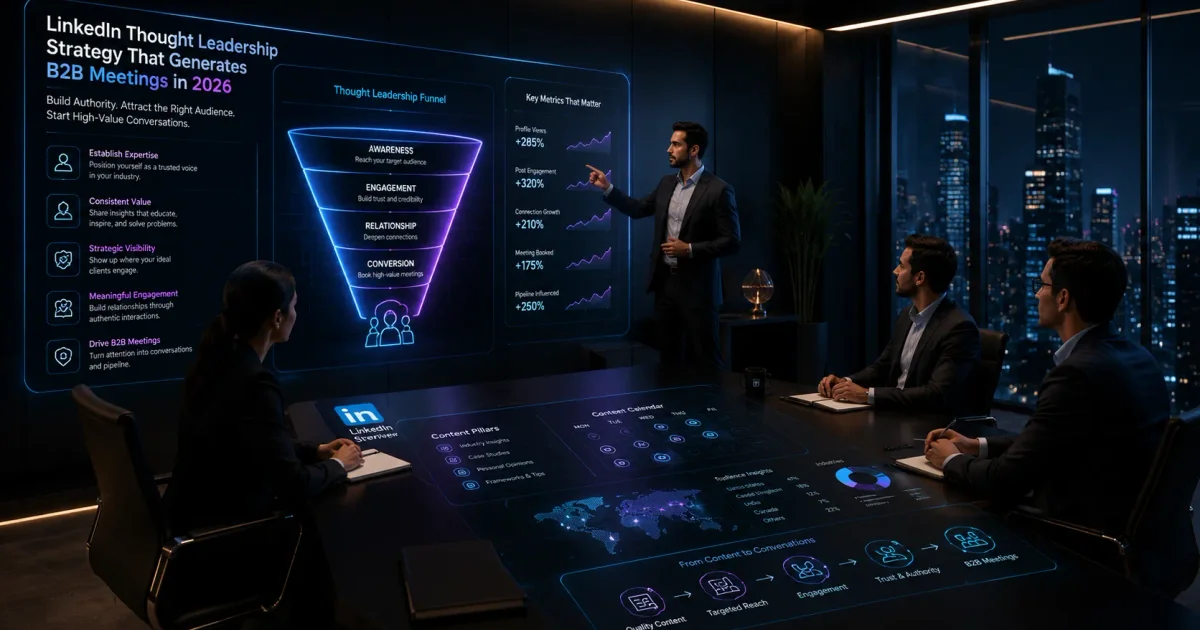 LinkedIn Thought Leadership
Strategy That Generates
B2B Meetings in 2026
Build Authority. Attract the Right Audience.
Start High-Value Conversations.
Establish Expertise
Position yourself as a trusted voice
in your industry.
Consistent Value
Share insights that educate,
inspire, and solve problems.
Strategic Visibility
Show up where your ideal
clients engage.
Meaningful Engagement
Build relationships through
authentic interactions.
Drive B2B Meetings
Turn attention into conversations
and pipeline.
Thought Leadership Funnel
AWARENESS
Reach your target audience
ENGAGEMENT
Build trust and credibility
RELATIONSHIP
Deepen connections
CONVERSION
Book high-value meetings
Key Metrics That Matter
Profile Views
+285%
Post Engagement
+320%
Connection Growth
+210%
Meeting Booked
+175%
Pipeline Influenced
+250%
in
LinkedIn
Content Pillars
Industry Insights
Case Studies
Personal Opinions
Frameworks & Tips
Content Calendar
MON TUE WED THU
Audience Insights
India
Canada
Others
Industries
From Content to Conversations
Quality Content
Targeted Reach
Engagement
Trust & Authority
B2B Meetings